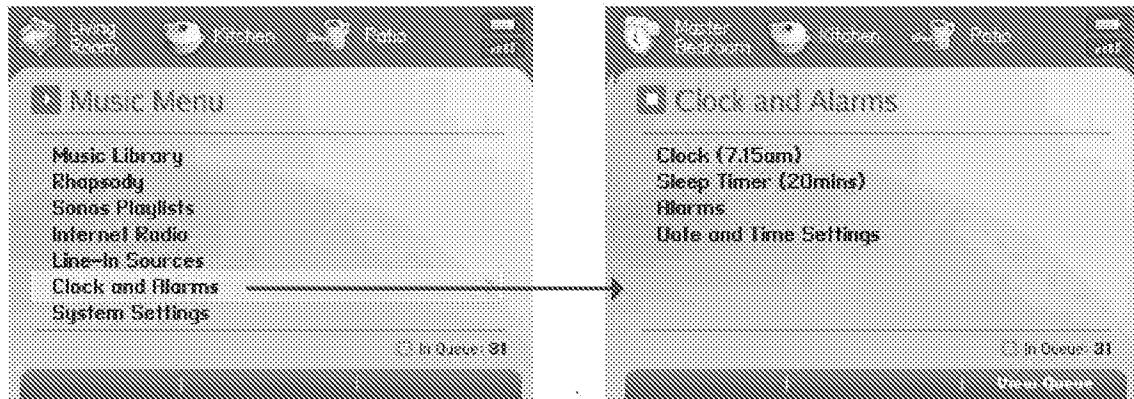 Living Room
Kitchen
Patio
Music Menu
Music Library
Rhapsody
Sonos Playlists
Internet Radio
Line-In Sources
Clock and Alarms
System Settings
In Queue: 31
Master Bedroom
Kitchen
Patio
Clock and Alarms
Clock (7.15am)
Sleep Timer (20mins)
Alarms
Date and Time Settings
In Queue: 31
View Queue